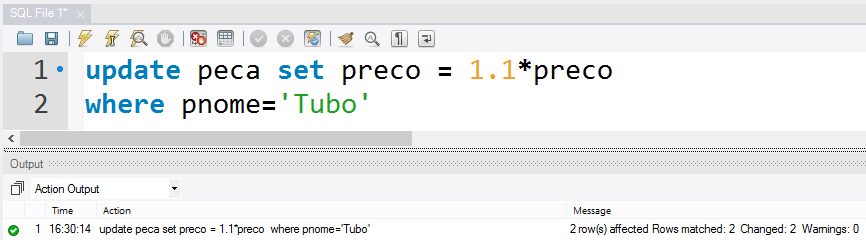 SQL File 1*
1 update peca set preco = 1.1*preco
2 where pnome='Tubo'
Output
Action Output
Time Action Message
1 16:30:14 update peca set preco = 1.1*preco where pnome='Tubo' 2 row(s) affected Rows matched: 2 Changed: 2 Warnings: 0